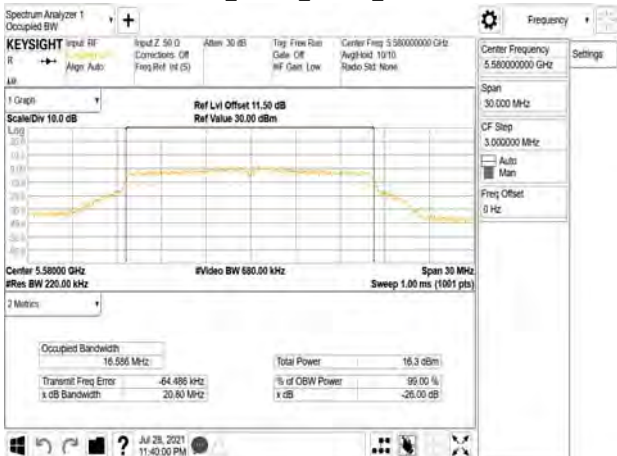 Spectrum Analyzer 1
Occupied BW
Frequency
KEYSIGHT
Input: RF
Align: Auto
Input Z: 50 Ω
Corrections: Off
Freq Ref: Int (S)
Atten: 30 dB
Trig: Free Run
Gate: Off
#IF Gain: Low
Center Freq: 5.580000000 GHz
Avg|Hold: 10/10
Radio Std: None
Center Frequency
5.580000000 GHz
Settings
Span
30.000 MHz
CF Step
3.000000 MHz
Auto
Man
Freq Offset
0 Hz
1 Graph
Scale/Div 10.0 dB
Ref Lvl Offset 11.50 dB
Ref Value 30.00 dBm
Log
Center 5.58000 GHz
#Res BW 220.00 kHz
#Video BW 680.00 kHz
Span 30 MHz
Sweep 1.00 ms (1001 pts)
2 Metrics
Occupied Bandwidth
16.586 MHz
Total Power 16.3 dBm
Transmit Freq Error -64.486 kHz
% of OBW Power 99.00 %
x dB Bandwidth 20.80 MHz
x dB -26.00 dB
Jul 28, 2021
11:40:00 PM